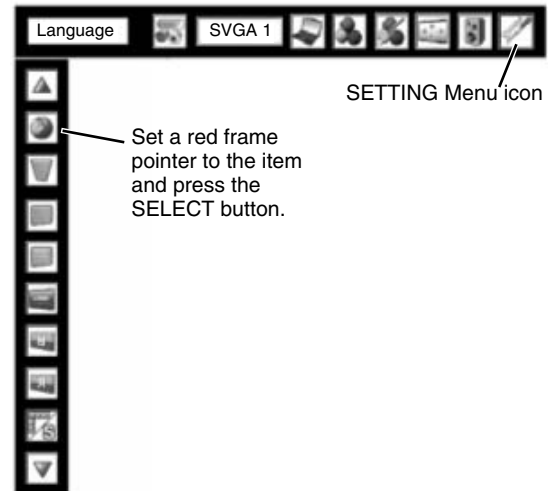 Language
SVGA 1
SETTING Menu icon
Set a red frame
pointer to the item
and press the
SELECT button.
S